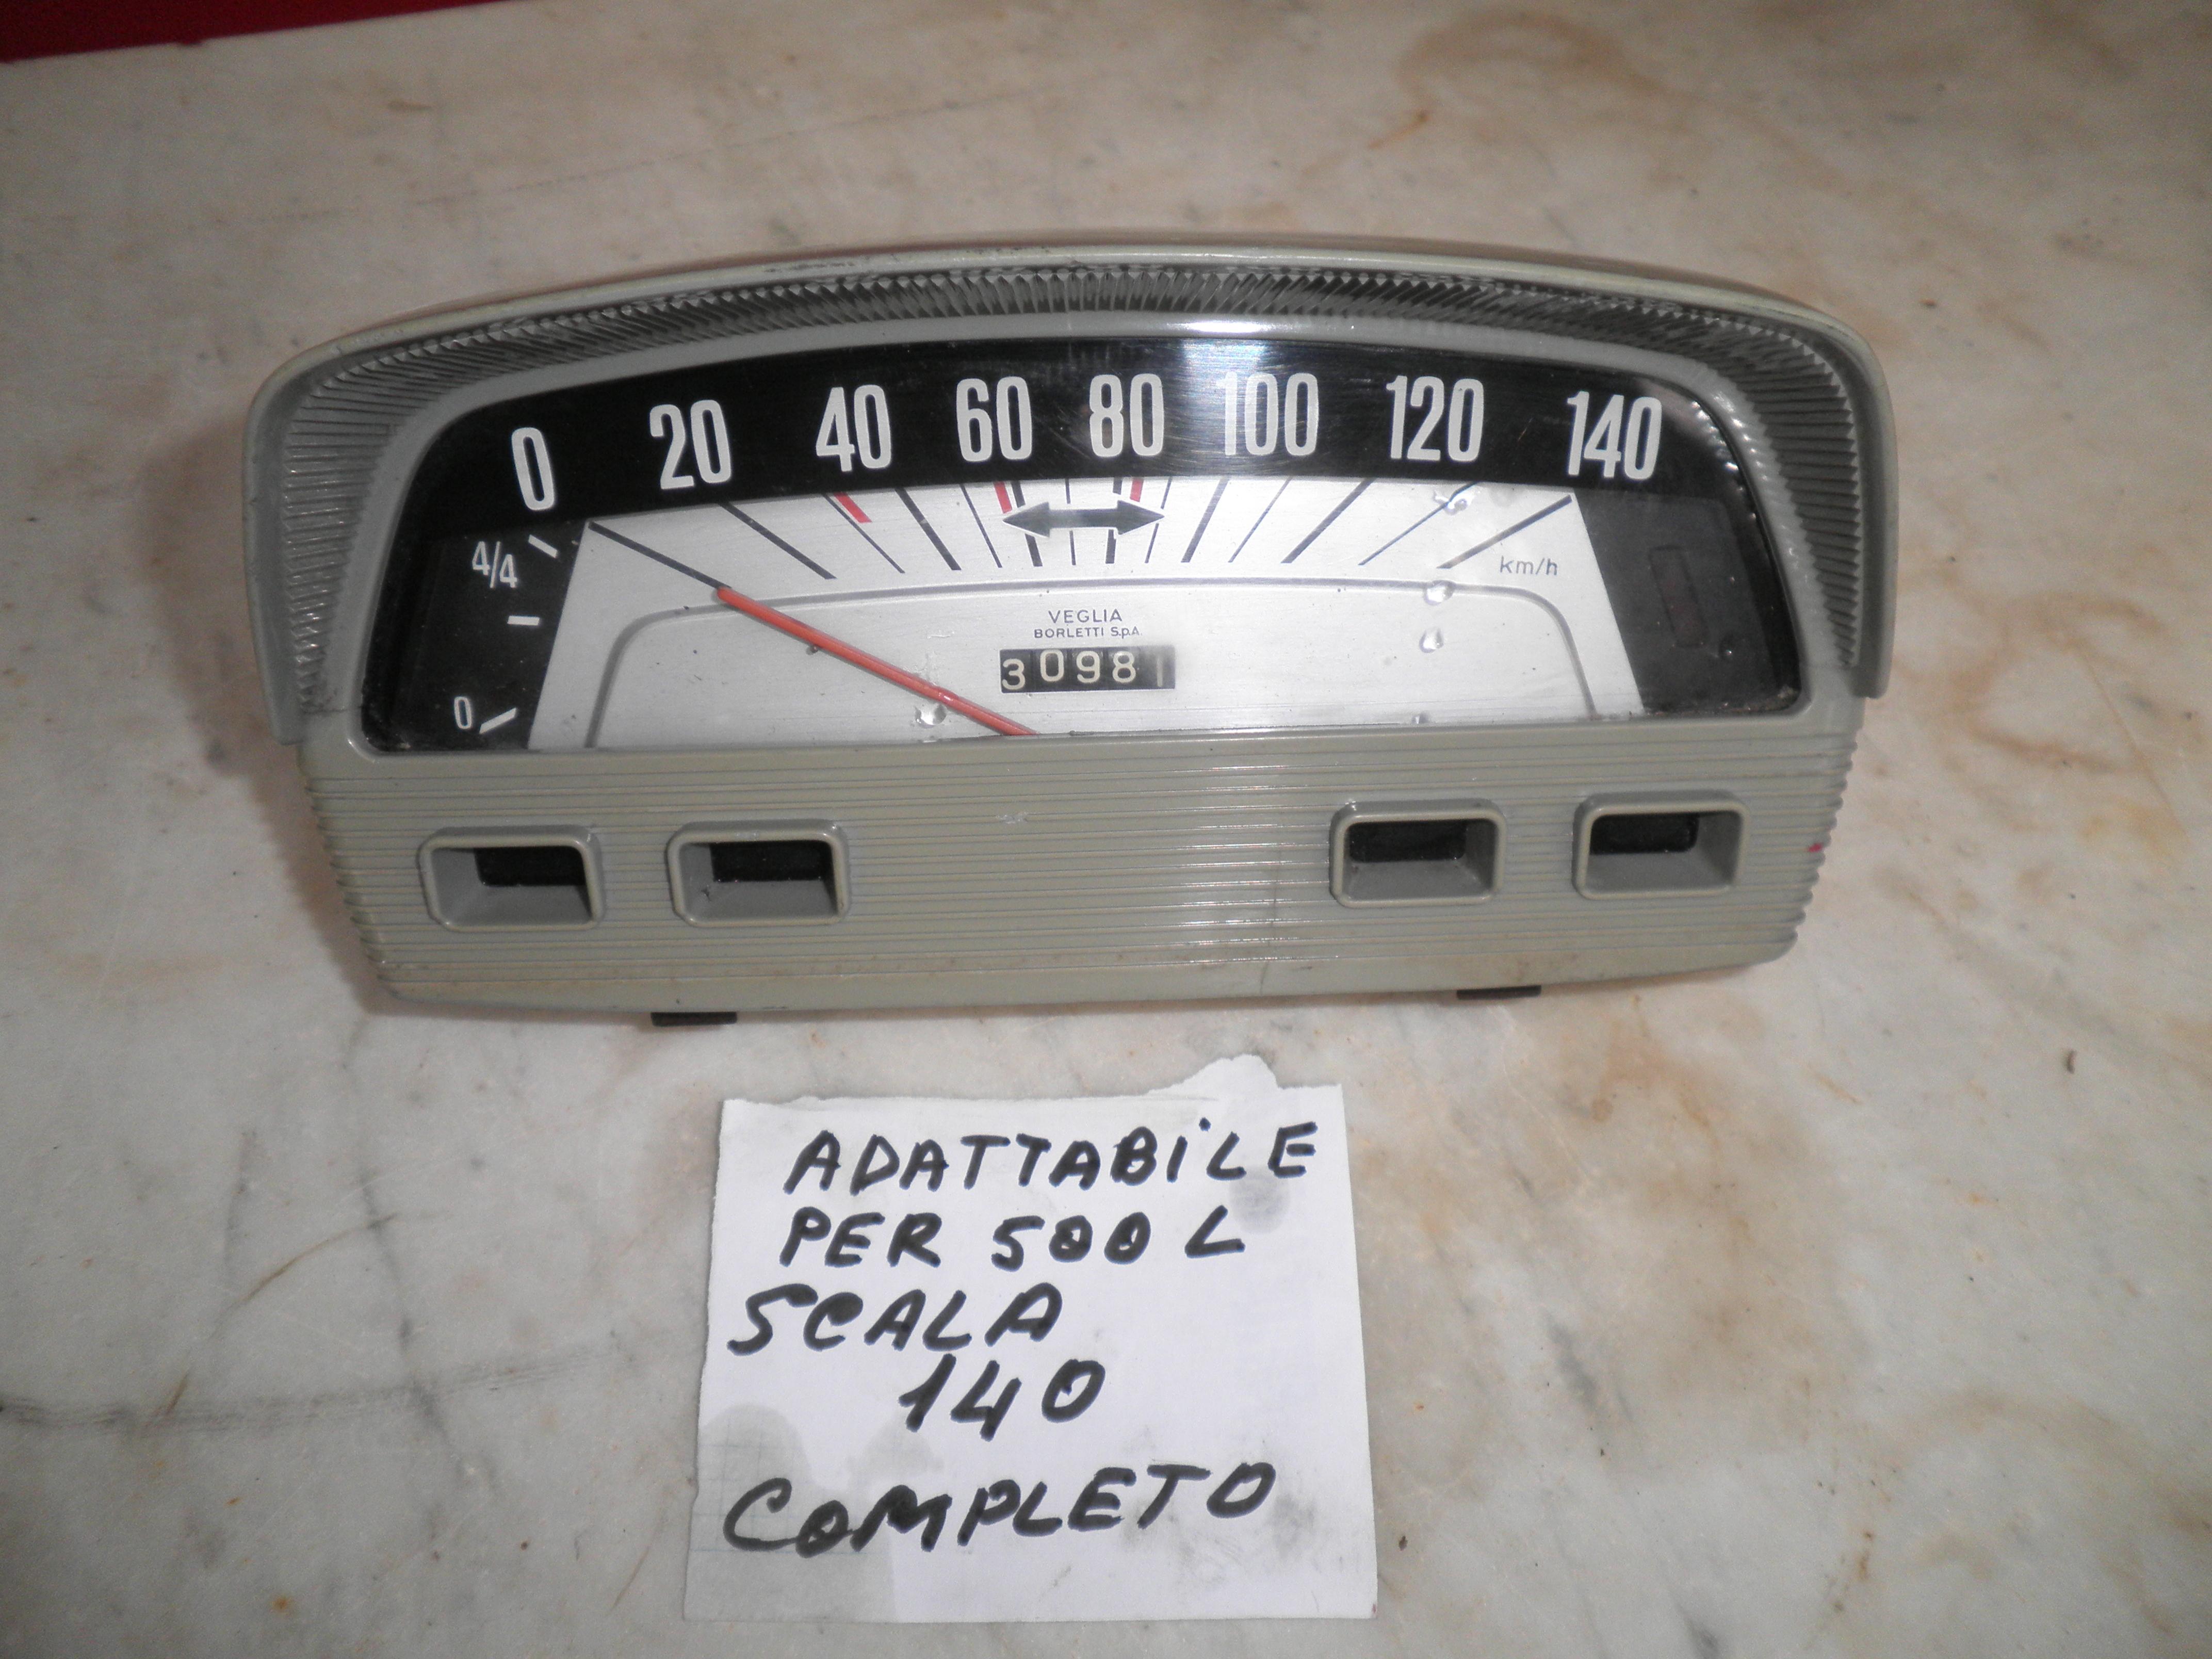 0 20 40 60 80 100 120 140
4/4
km/h
VEGLIA
BORLETTI S.p.A.
30981
0
ADATTABILE
PER 500 L
SCALA
140
COMPLETO